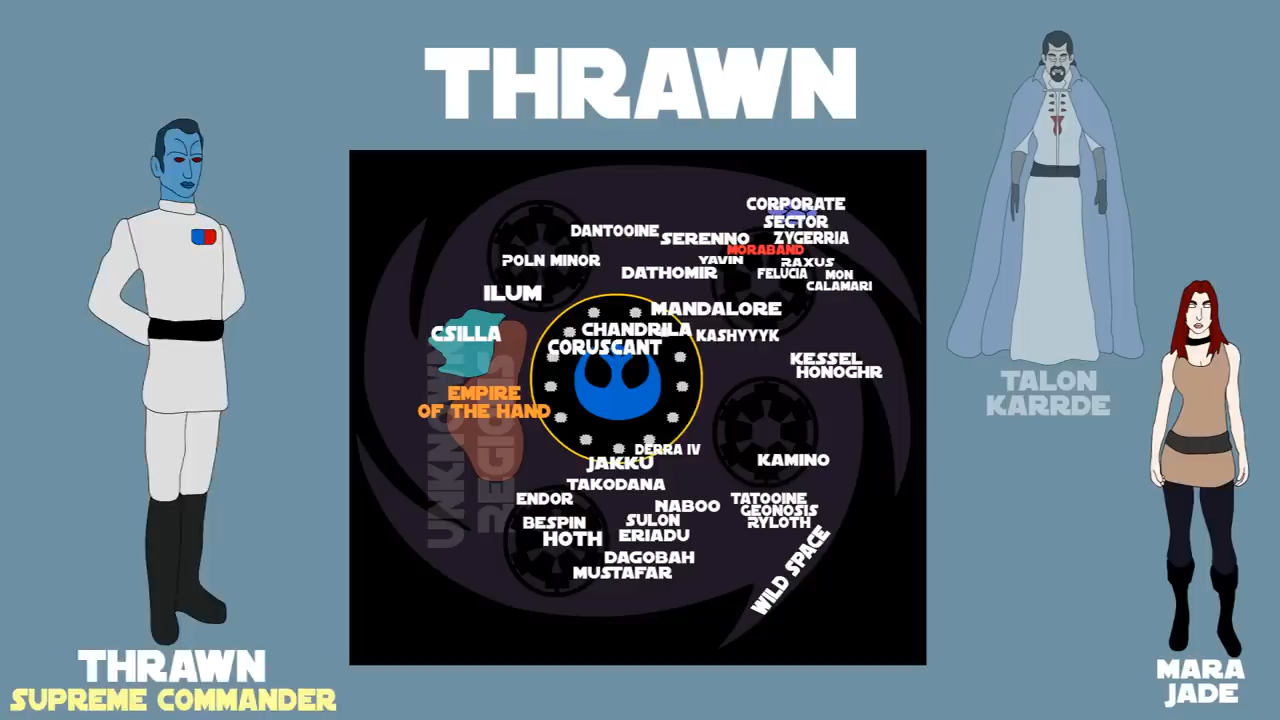 THRAWN
CORPORATE
SECTOR
DANTOOINE
SERENNO
ZYGERRIA
MORABAND
POLN MINOR
YAVIN
RAXUS
DATHOMIR
FELUCIA
MON
CALAMARI
ILUM
MANDALORE
CHANDRILA
KASHYYYK
CSILLA
CORUSCANT
KESSEL
HONOGHR
EMPIRE
OF THE HAND
UNKNOWN
REGIONS
DERRA IV
JAKKU
KAMINO
TAKODANA
ENDOR
NABOO
TATOOINE
GEONOSIS
BESPIN
SULON
RYLOTH
HOTH
ERIADU
DAGOBAH
MUSTAFAR
WILD SPACE
TALON
KARRDE
THRAWN
SUPREME COMMANDER
MARA
JADE